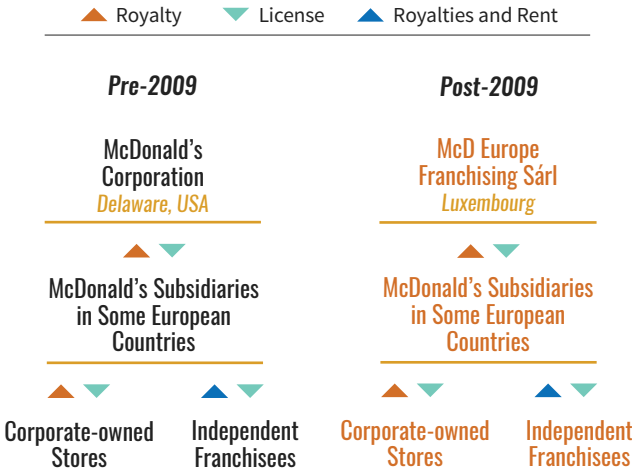 Royalty License Royalties and Rent
Pre-2009 Post-2009
McDonald's
Corporation
Delaware, USA
McD Europe
Franchising Sárl
Luxembourg
McDonald's Subsidiaries
in Some European
Countries
McDonald's Subsidiaries
in Some European
Countries
Corporate-owned
Stores
Independent
Franchisees
Corporate-owned
Stores
Independent
Franchisees